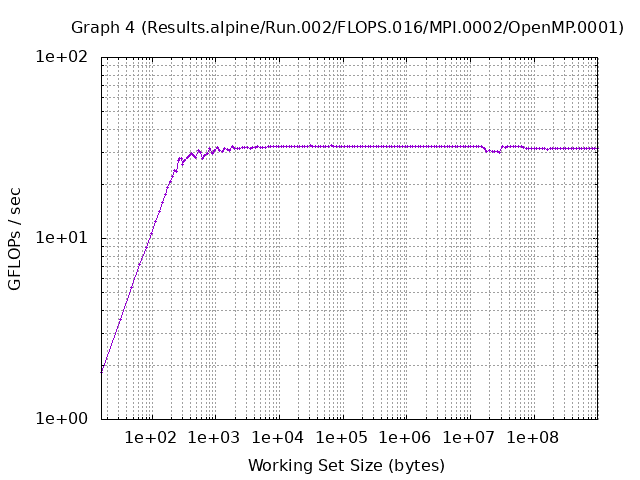 Graph 4 (Results.alpine/Run.002/FLOPS.016/MPI.0002/OpenMP.0001)
1e+02
1e+01
1e+00
GFLOPs / sec
1e+02 1e+03 1e+04 1e+05 1e+06 1e+07 1e+08
Working Set Size (bytes)